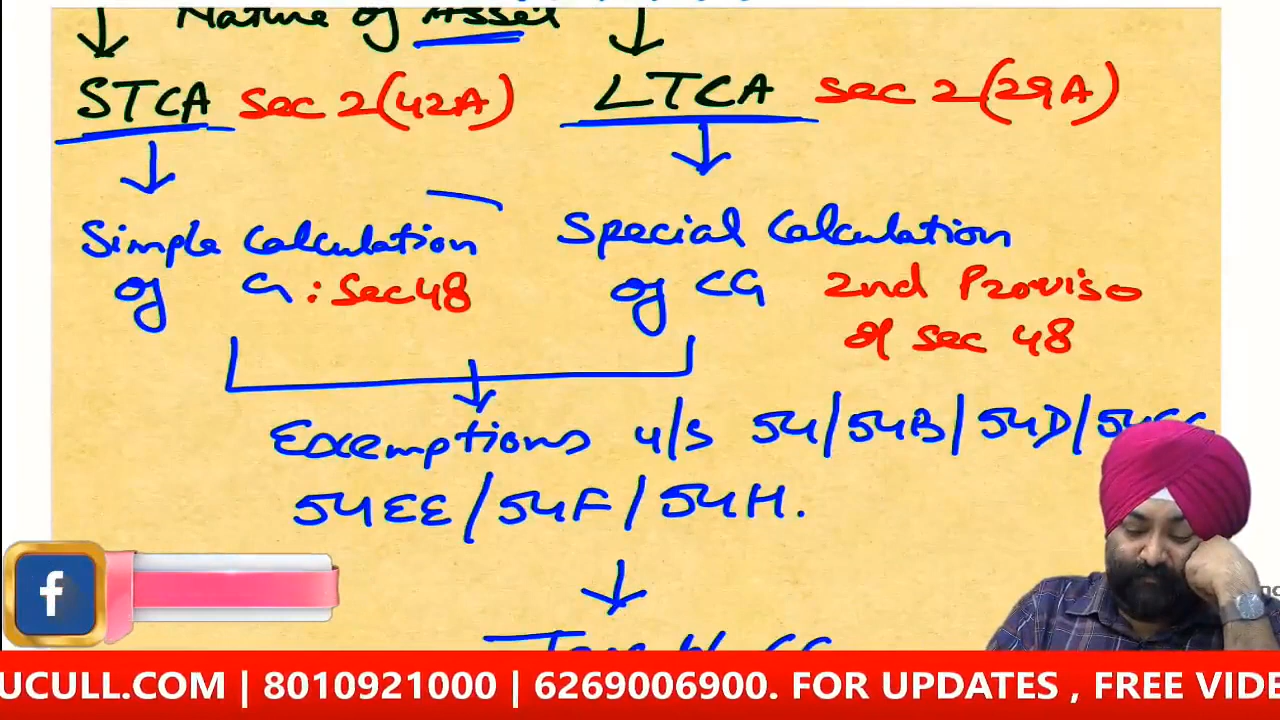 Nature of Asset
STCA Sec 2(42A) LTCA Sec 2(29A)
Simple Calculation Special Calculation
of G : Sec 48 of CG 2nd Proviso
of Sec 48
Exemptions u/s 54/54B/54D/
54EE/54F/54H.
f
UCULL.COM | 8010921000 | 6269006900. FOR UPDATES , FREE VIDE